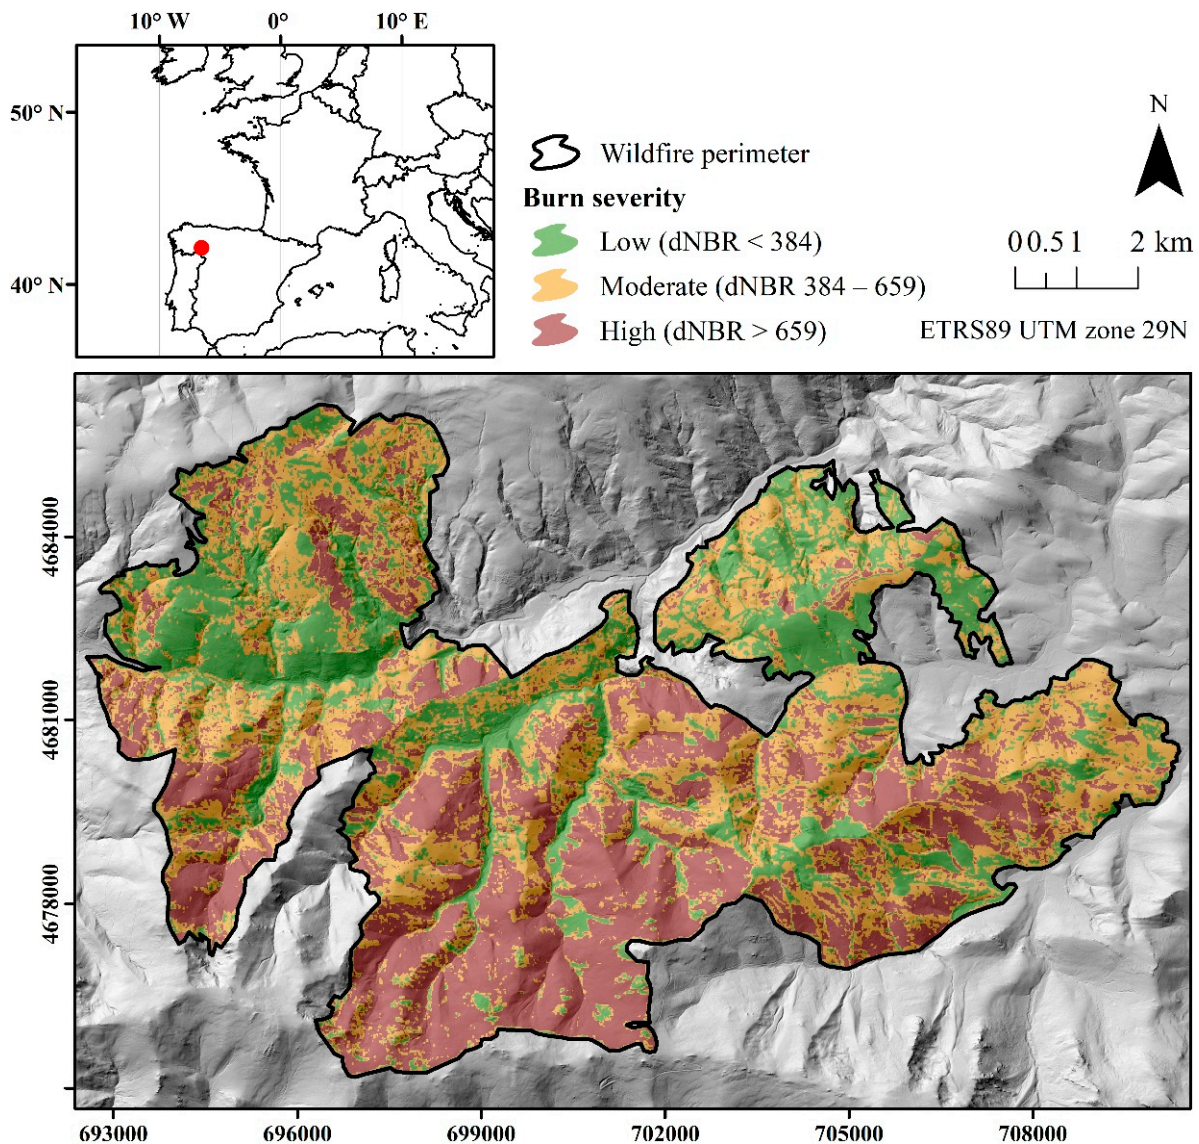 10° W 0° 10° E
50° N
40° N
Wildfire perimeter
Burn severity
Low (dNBR < 384)
Moderate (dNBR 384 – 659)
High (dNBR > 659)
N
0 0.5 1 2 km
ETRS89 UTM zone 29N
4684000
4681000
4678000
693000 696000 699000 702000 705000 708000